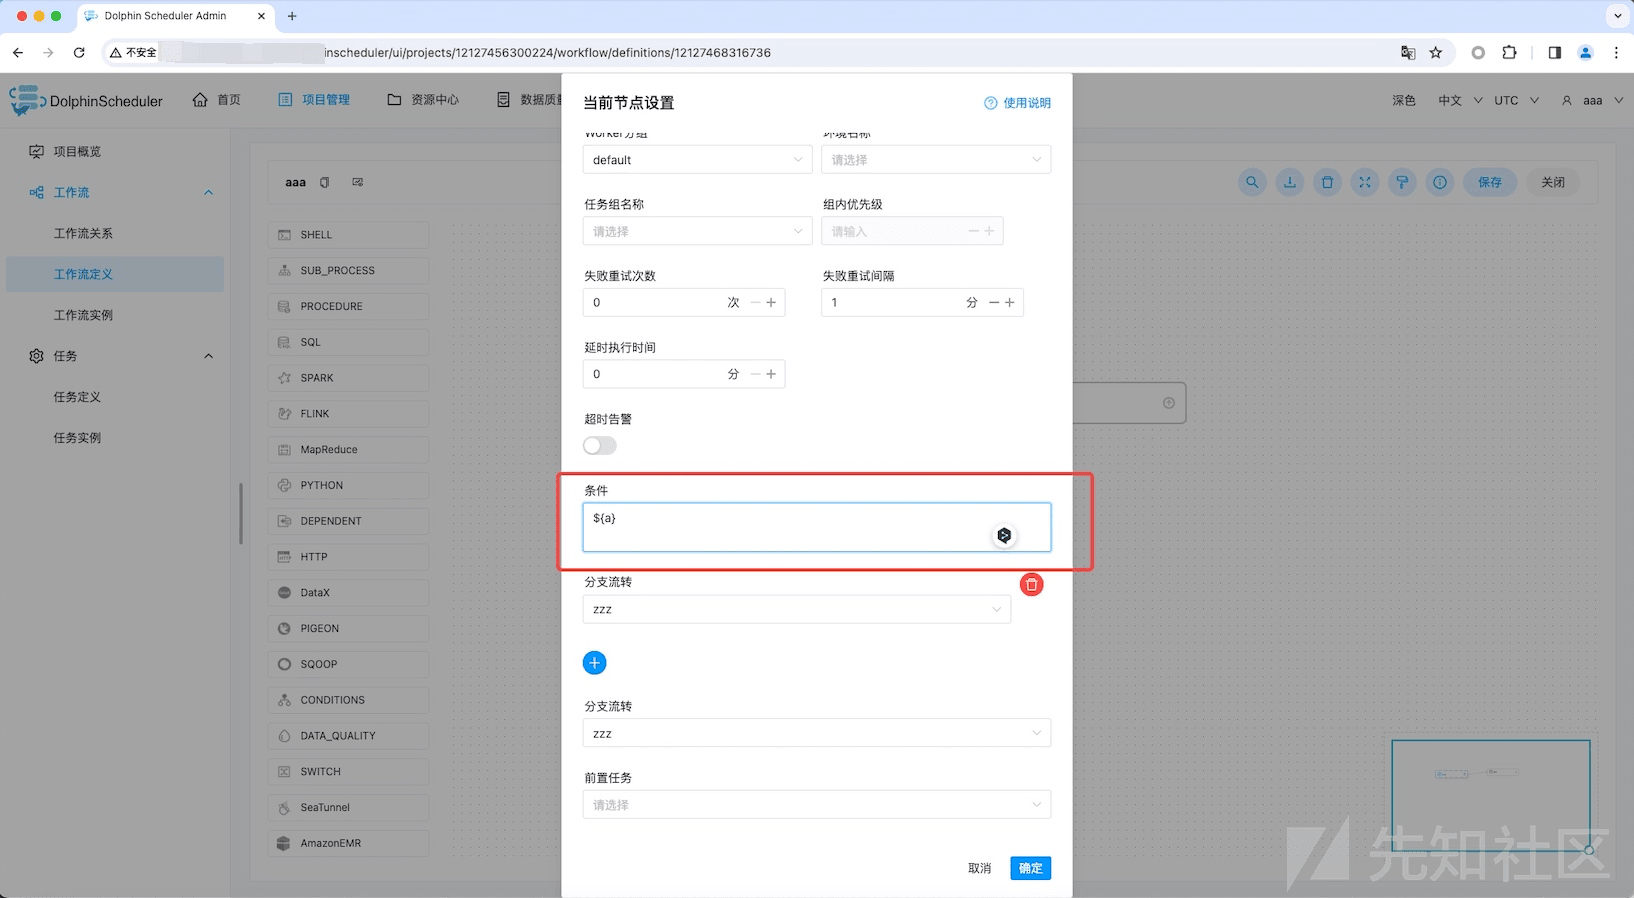 Dolphin Scheduler Admin
不安全
inscheduler/ui/projects/12127456300224/workflow/definitions/12127468316736
DolphinScheduler
首页
项目管理
资源中心
数据质量
深色
中文
UTC
aaa
项目概览
工作流
工作流关系
工作流定义
工作流实例
任务
任务定义
任务实例
aaa
保存
关闭
SHELL
SUB_PROCESS
PROCEDURE
SQL
SPARK
FLINK
MapReduce
PYTHON
DEPENDENT
HTTP
DataX
PIGEON
SQOOP
CONDITIONS
DATA_QUALITY
SWITCH
SeaTunnel
AmazonEMR
当前节点设置
使用说明
Worker分组
环境名称
default
请选择
任务组名称
组内优先级
请选择
请输入
失败重试次数
失败重试间隔
0 次
1 分
延时执行时间
0 分
超时告警
条件
${a}
分支流转
zzz
分支流转
zzz
前置任务
请选择
取消
确定
先知社区